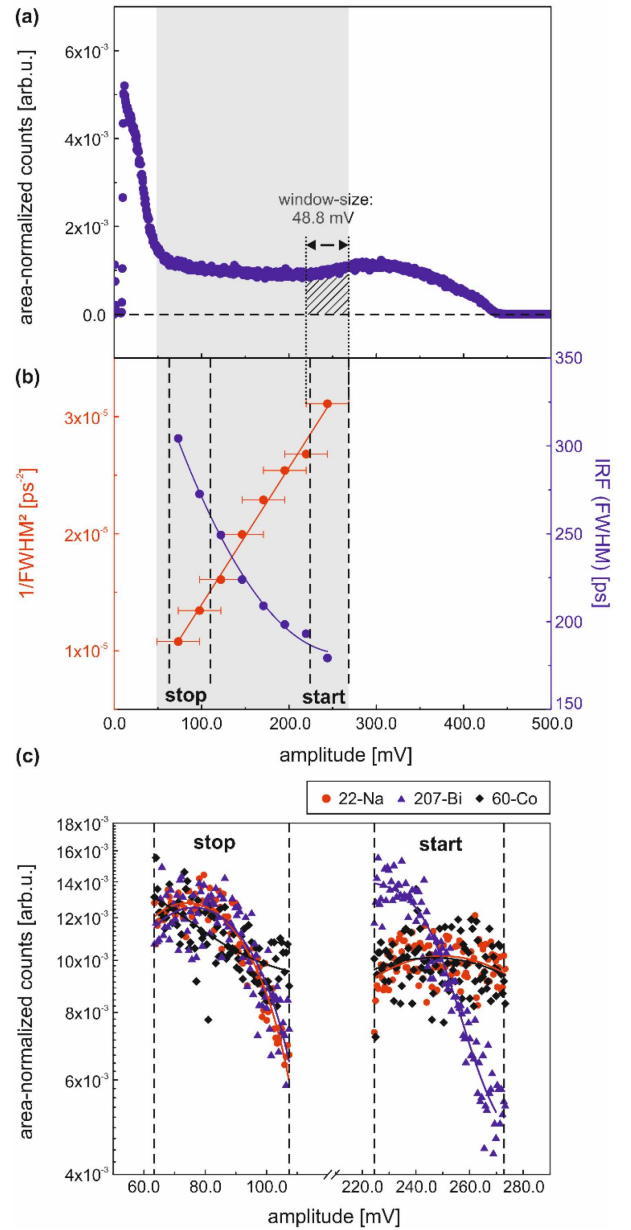 (a)
6x10⁻³
4x10⁻³
2x10⁻³
0.0
area-normalized counts [arb.u.]
window-size:
48.8 mV
(b)
3x10⁻⁵
2x10⁻⁵
1x10⁻⁵
1/FWHM² [ps⁻²]
350
300
250
200
150
IRF (FWHM) [ps]
stop
start
0.0 100.0 200.0 300.0 400.0 500.0
amplitude [mV]
(c)
22-Na 207-Bi 60-Co
18x10⁻³
16x10⁻³
14x10⁻³
12x10⁻³
10x10⁻³
8x10⁻³
6x10⁻³
4x10⁻³
area-normalized counts [arb.u.]
stop
start
60.0 80.0 100.0 220.0 240.0 260.0 280.0
amplitude [mV]